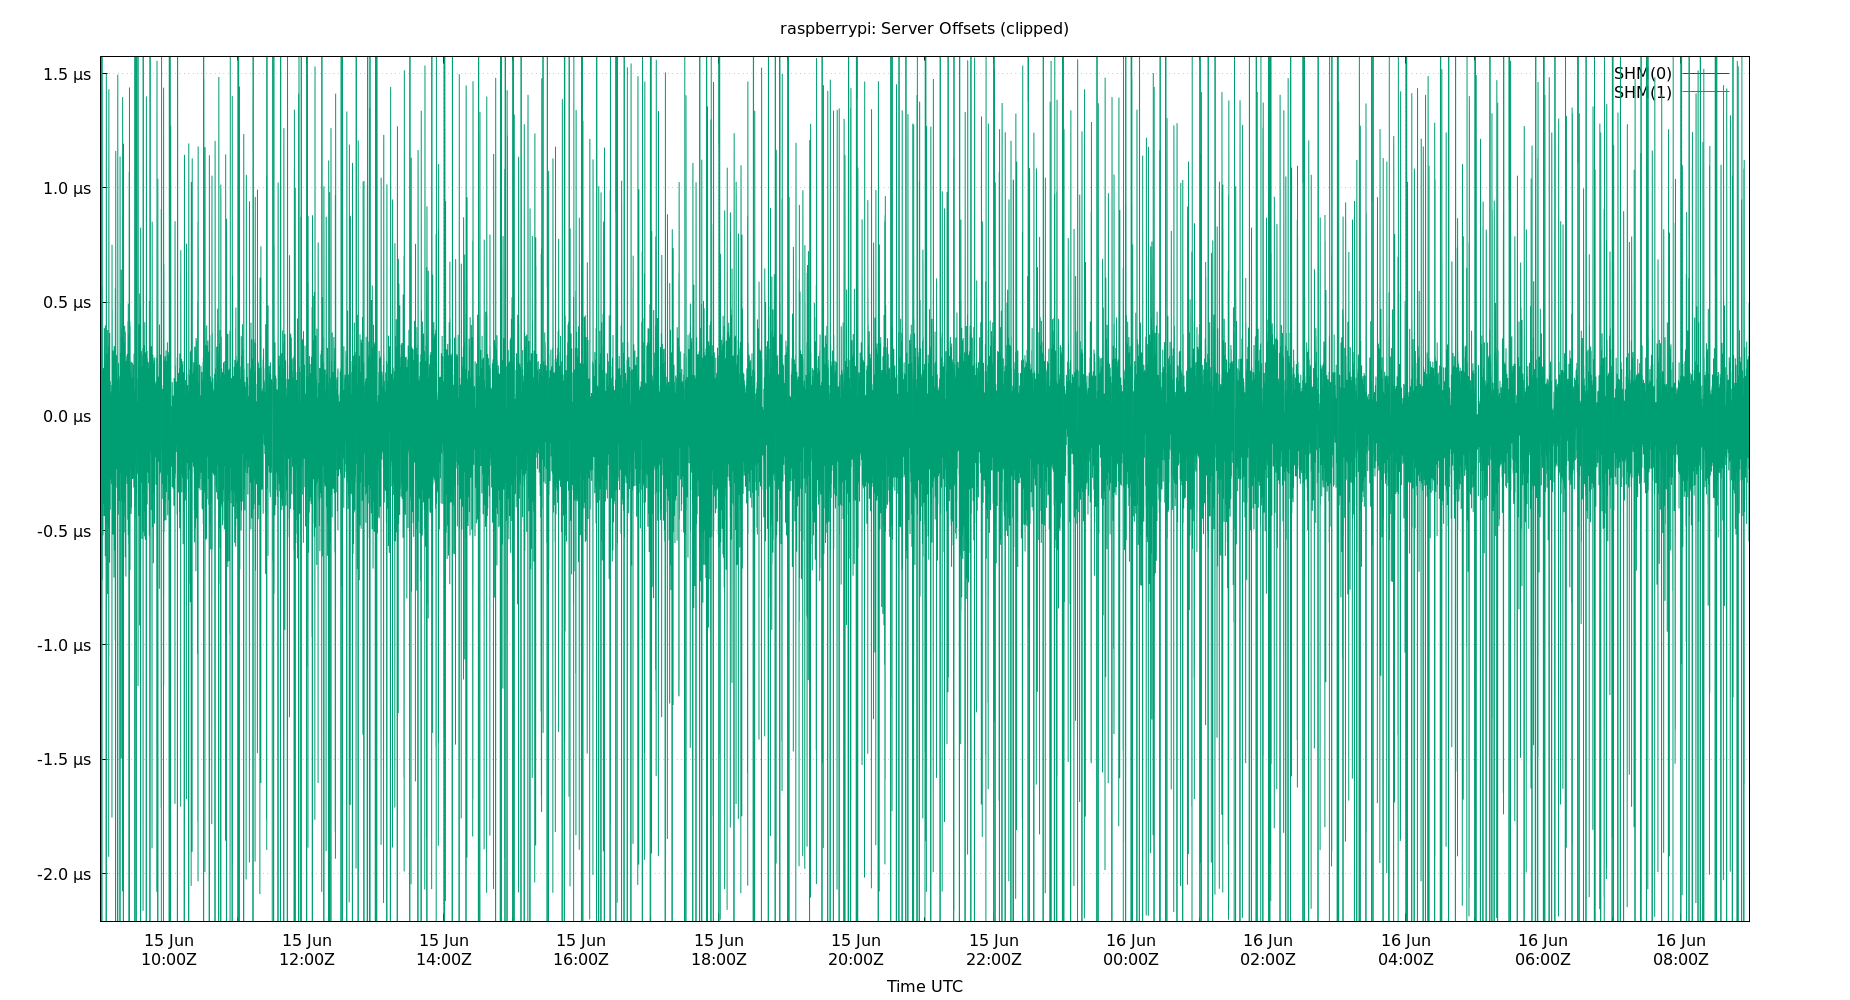 raspberrypi: Server Offsets (clipped)
1.5 µs
1.0 µs
0.5 µs
0.0 µs
-0.5 µs
-1.0 µs
-1.5 µs
-2.0 µs
SHM(0)
SHM(1)
15 Jun 15 Jun 15 Jun 15 Jun 15 Jun 15 Jun 15 Jun 16 Jun 16 Jun 16 Jun 16 Jun 16 Jun
10:00Z 12:00Z 14:00Z 16:00Z 18:00Z 20:00Z 22:00Z 00:00Z 02:00Z 04:00Z 06:00Z 08:00Z
Time UTC